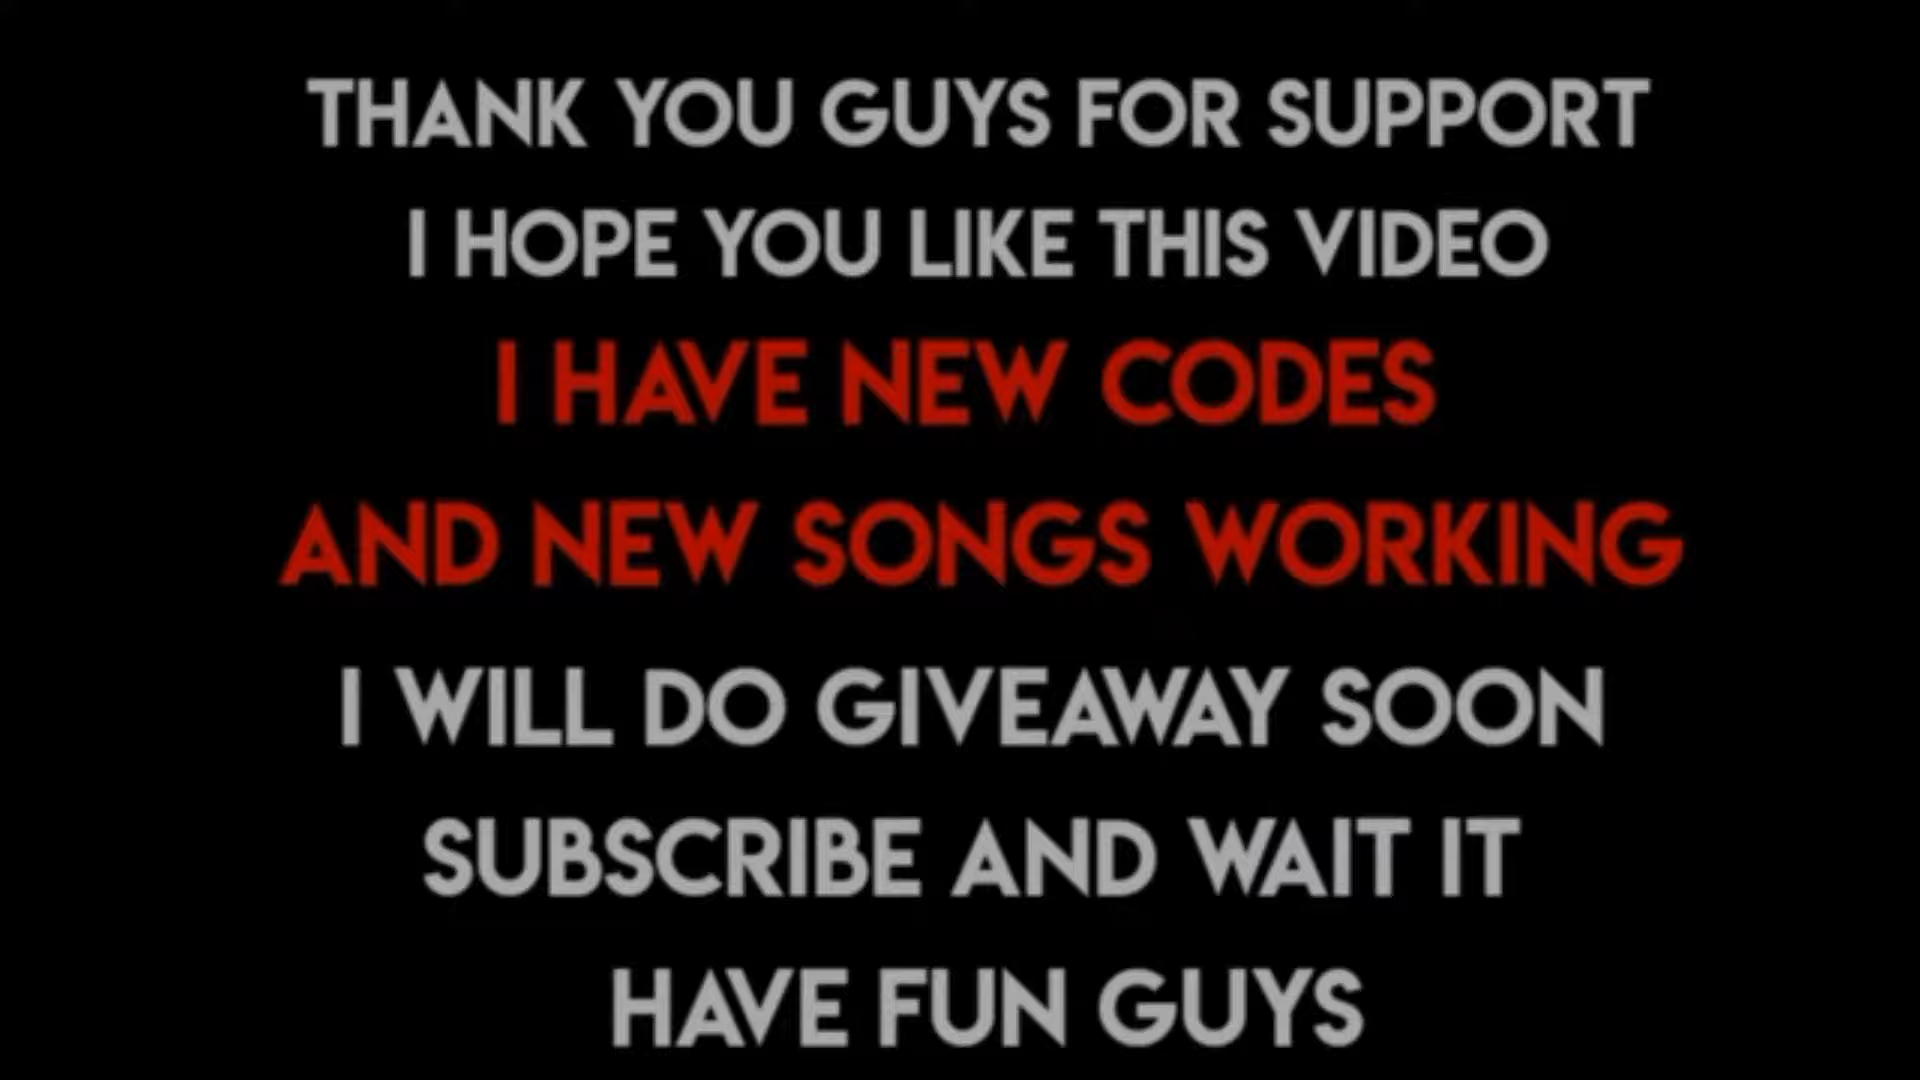 THANK YOU GUYS FOR SUPPORT
I HOPE YOU LIKE THIS VIDEO
I HAVE NEW CODES
AND NEW SONGS WORKING
I WILL DO GIVEAWAY SOON
SUBSCRIBE AND WAIT IT
HAVE FUN GUYS